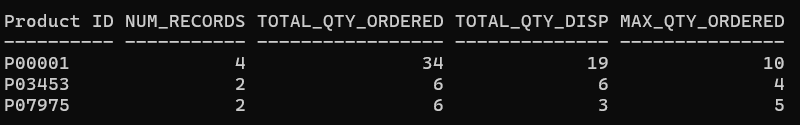 Product ID NUM_RECORDS TOTAL_QTY_ORDERED TOTAL_QTY_DISP MAX_QTY_ORDERED
---------- ----------- ----------------- -------------- ---------------
P00001               4                34             19              10
P03453               2                 6              6               4
P07975               2                 6              3               5